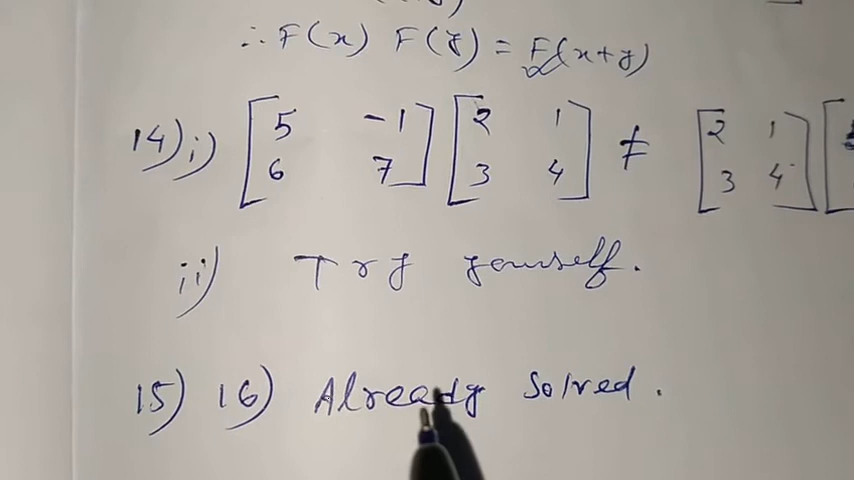 ∴ F(x) F(y) = F(x+y)
14) i) [5 -1] [2 1] ≠ [2 1] [
[6 7] [3 4] [3 4] [
ii) Try yourself.
15) 16) Already Solved.